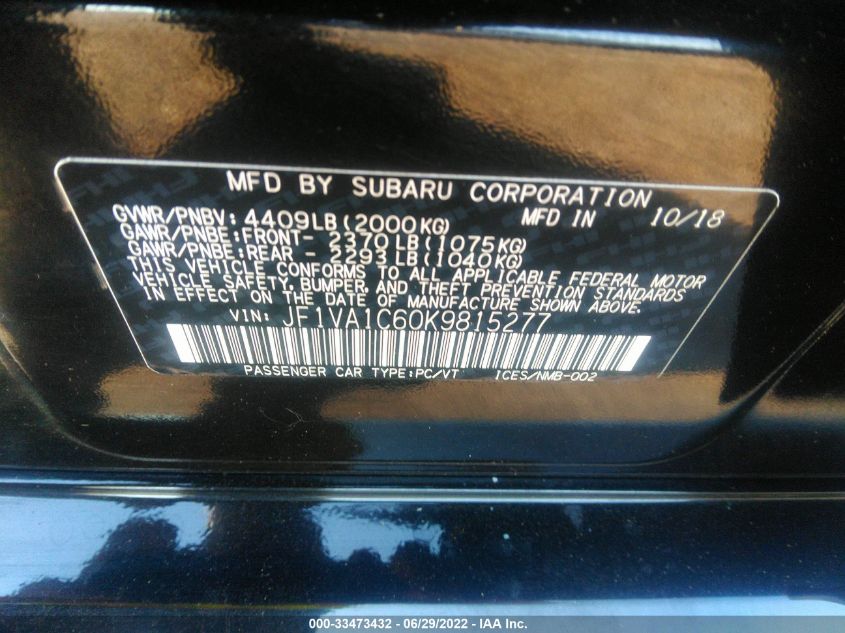 MFD BY SUBARU CORPORATION
GVWR/PNBV: 4409LB(2000KG) MFD IN 10/18
GAWR/PNBE:FRONT- 2370LB(1075KG)
GAWR/PNBE:REAR - 2293LB(1040KG)
THIS VEHICLE CONFORMS TO ALL APPLICABLE FEDERAL MOTOR
VEHICLE SAFETY, BUMPER, AND THEFT PREVENTION STANDARDS
IN EFFECT ON THE DATE OF MANUFACTURE SHOWN ABOVE.
VIN: JF1VA1C60K9815277
PASSENGER CAR TYPE:PC/VT ICES/NMB-002
000-33473432 - 06/29/2022 - IAA Inc.